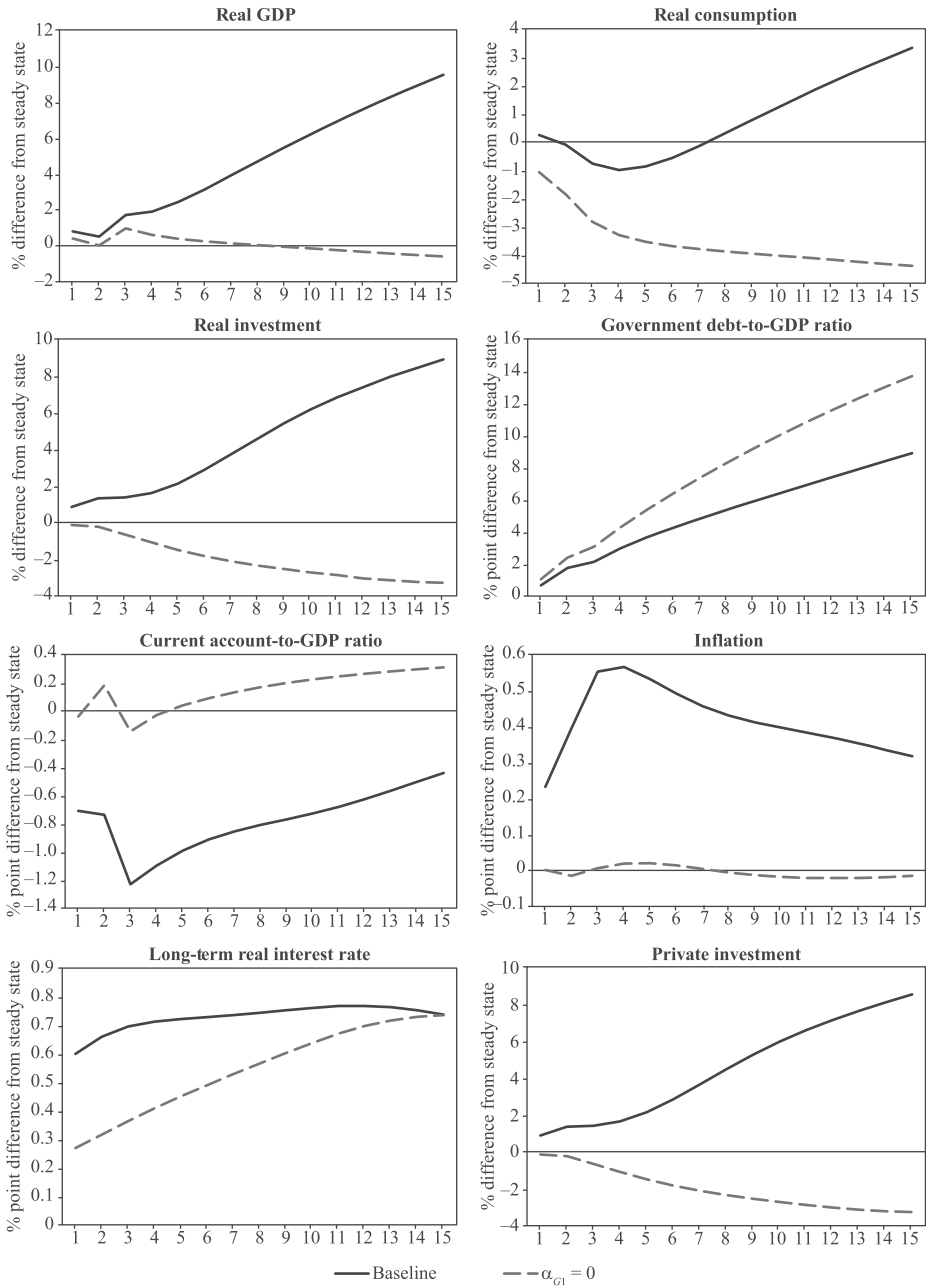 Real GDP
% difference from steady state
12
10
8
6
4
2
0
−2
1 2 3 4 5 6 7 8 9 10 11 12 13 14 15
Real consumption
% difference from steady state
4
3
2
1
0
−1
−2
−3
−4
−5
1 2 3 4 5 6 7 8 9 10 11 12 13 14 15
Real investment
% difference from steady state
10
8
6
4
2
0
−2
−4
1 2 3 4 5 6 7 8 9 10 11 12 13 14 15
Government debt-to-GDP ratio
% point difference from steady state
16
14
12
10
8
6
4
2
0
1 2 3 4 5 6 7 8 9 10 11 12 13 14 15
Current account-to-GDP ratio
% point difference from steady state
0.4
0.2
0
−0.2
−0.4
−0.6
−0.8
−1.0
−1.2
−1.4
1 2 3 4 5 6 7 8 9 10 11 12 13 14 15
Inflation
% point difference from steady state
0.6
0.5
0.4
0.3
0.2
0.1
0
−0.1
1 2 3 4 5 6 7 8 9 10 11 12 13 14 15
Long-term real interest rate
% point difference from steady state
0.9
0.8
0.7
0.6
0.5
0.4
0.3
0.2
0.1
0
1 2 3 4 5 6 7 8 9 10 11 12 13 14 15
Private investment
% difference from steady state
10
8
6
4
2
0
−2
−4
1 2 3 4 5 6 7 8 9 10 11 12 13 14 15
Baseline
α_G1 = 0